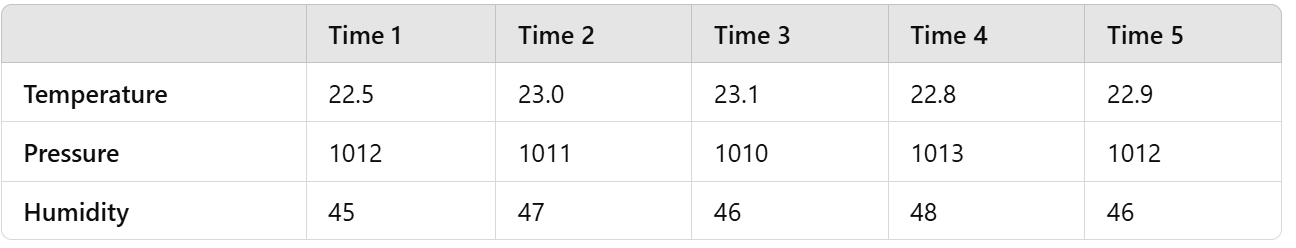 Time 1 Time 2 Time 3 Time 4 Time 5
Temperature 22.5 23.0 23.1 22.8 22.9
Pressure 1012 1011 1010 1013 1012
Humidity 45 47 46 48 46